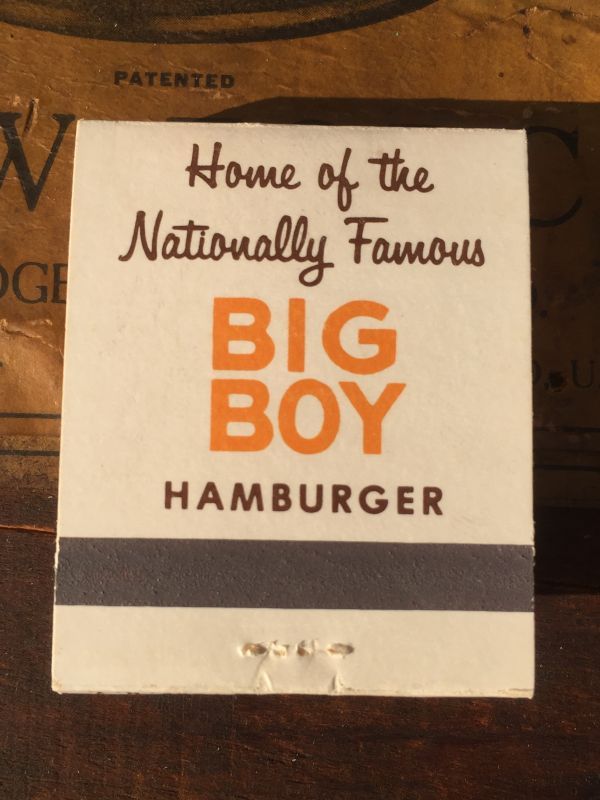 PATENTED
Home of the
Nationally Famous
BIG
BOY
HAMBURGER